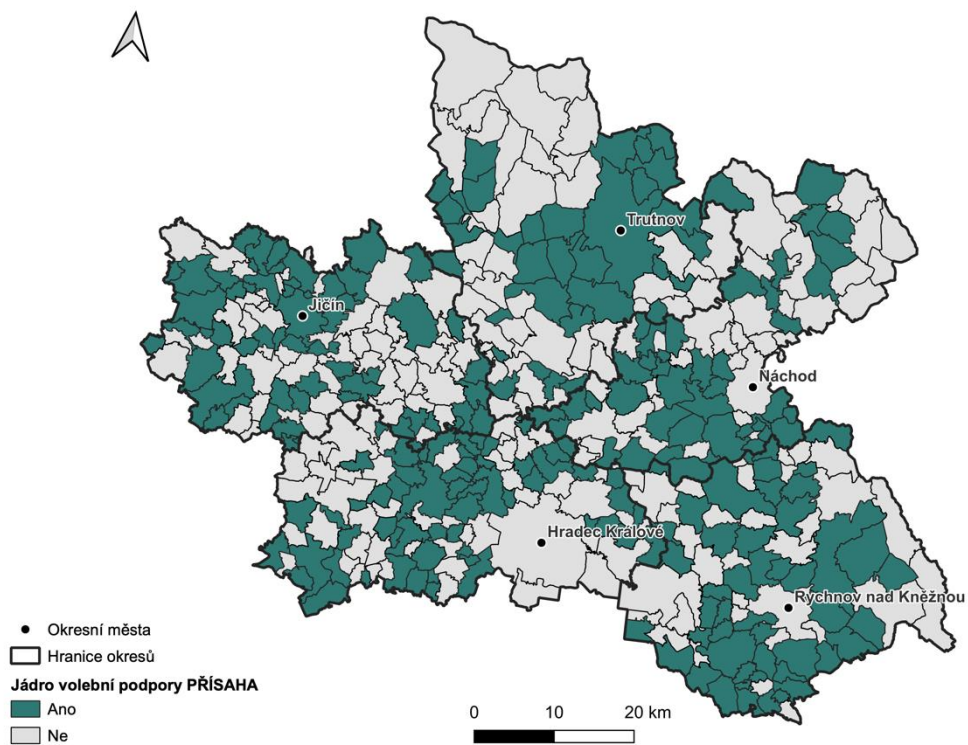 Trutnov
Jičín
Náchod
Hradec Králové
Rychnov nad Kněžnou
Okresní města
Hranice okresů
Jádro volební podpory PŘÍSAHA
Ano
Ne
0 10 20 km